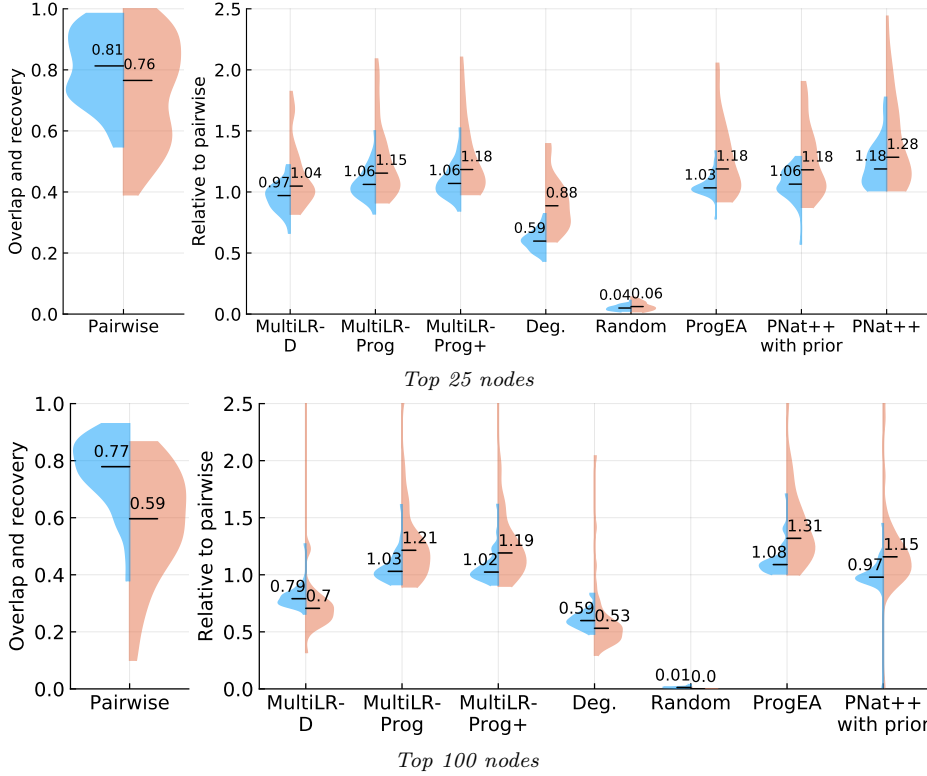 Overlap and recovery
1.0
0.8
0.6
0.4
0.2
0.0
0.81
0.76
Pairwise
Relative to pairwise
2.5
2.0
1.5
1.0
0.5
0.0
0.97 1.04
1.06 1.15
1.06 1.18
0.59 0.88
0.04 0.06
1.03 1.18
1.06 1.18
1.18 1.28
MultiLR-
D
MultiLR-
Prog
MultiLR-
Prog+
Deg.
Random
ProgEA
PNat++
with prior
PNat++
Top 25 nodes
Overlap and recovery
1.0
0.8
0.6
0.4
0.2
0.0
0.77
0.59
Pairwise
Relative to pairwise
2.5
2.0
1.5
1.0
0.5
0.0
0.79 0.7
1.03 1.21
1.02 1.19
0.59 0.53
0.01 0.0
1.08 1.31
0.97 1.15
MultiLR-
D
MultiLR-
Prog
MultiLR-
Prog+
Deg.
Random
ProgEA
PNat++
with prior
Top 100 nodes